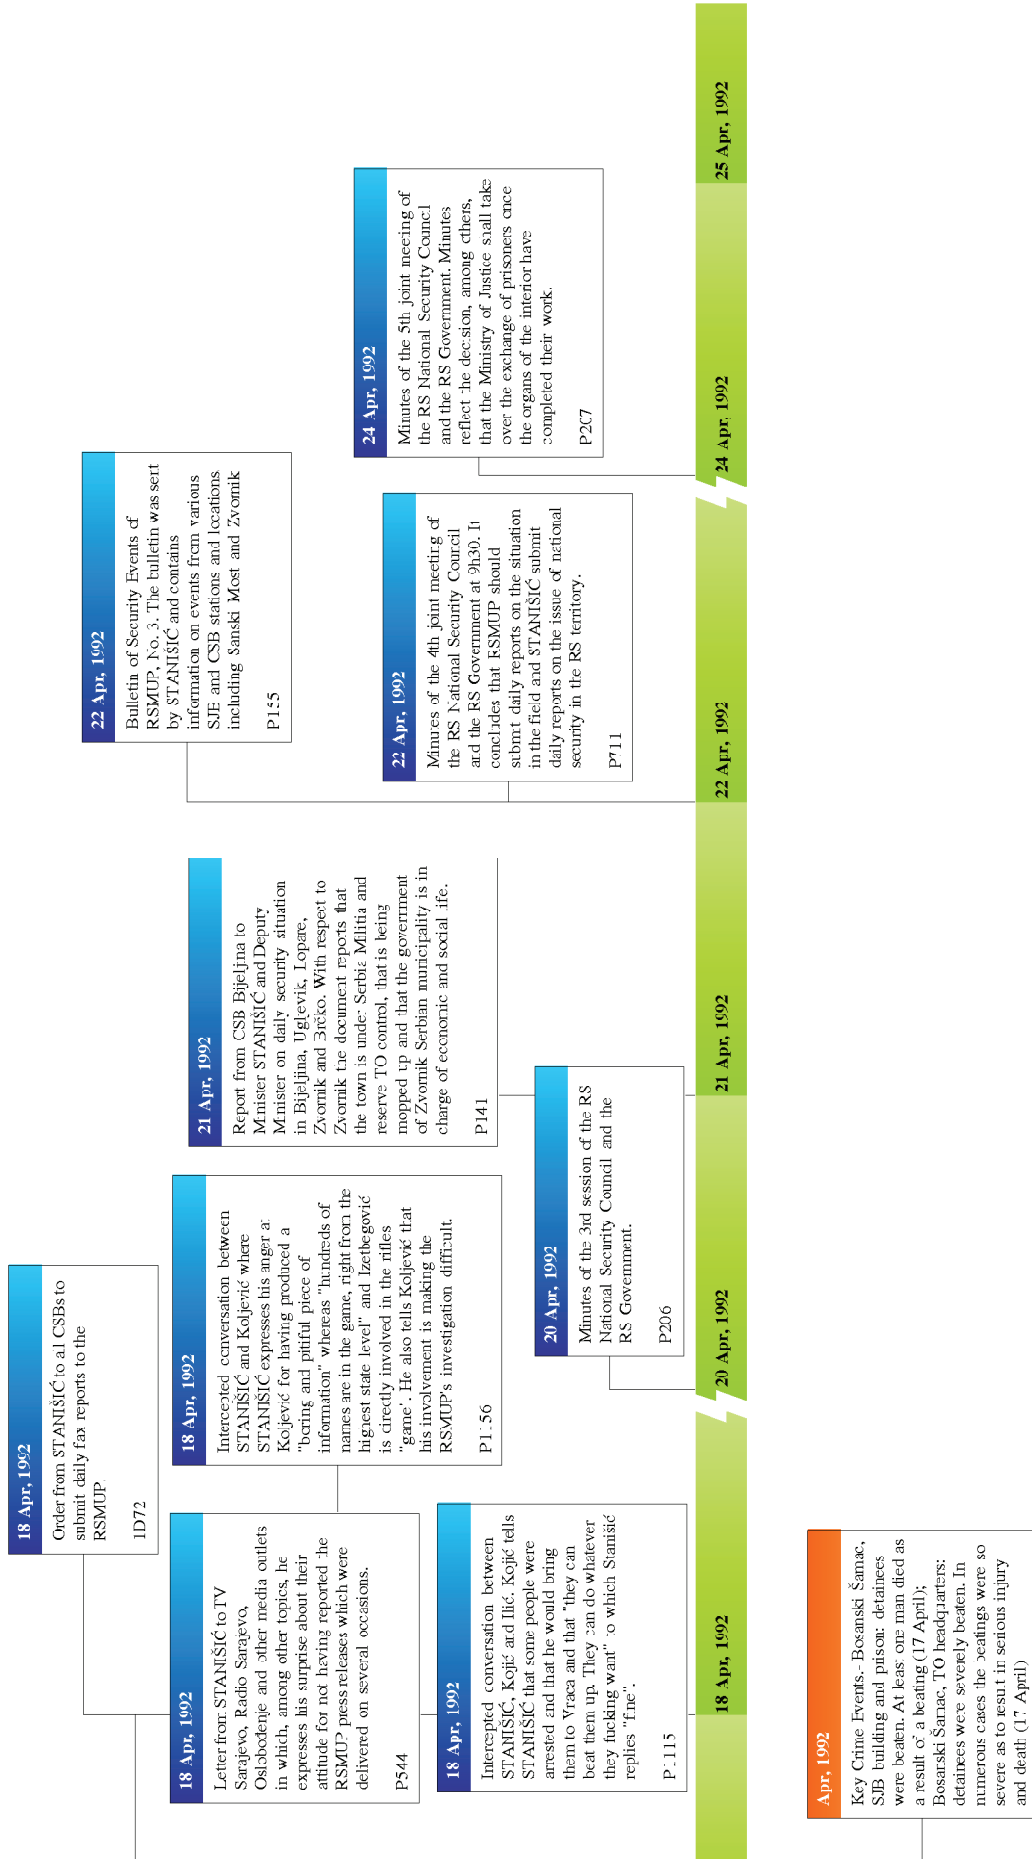 18 Apr, 1992
Order from STANIŠIĆ to all CSBs to
submit daily fax reports to the
RSMUP.
1D72
18 Apr, 1992
Letter from STANIŠIĆ to TV
Sarajevo, Radio Sarajevo,
Oslobođenje and other media outlets
in which, among other topics, he
expresses his surprise about their
attitude for not having reported the
RSMUP press releases which were
delivered on several occasions.
P544
18 Apr, 1992
Intercepted conversation between
STANIŠIĆ and Koljević where
STANIŠIĆ expresses his anger at
Koljević for having produced a
"boring and pitiful piece of
information" whereas "hundreds of
names are in the game, right from the
highest state level" and Izetbegović
is directly involved in the rifles
"game". He also tells Koljević that
his involvement is making the
RSMUP's investigation difficult.
P1156
18 Apr, 1992
Intercepted conversation between
STANIŠIĆ, Kojić and Ilić. Kojić tells
STANIŠIĆ that some people were
arrested and that he would bring
them to Vraca and that "they can
beat them up. They can do whatever
they fucking want" to which Stanišić
replies "fine".
P1115
20 Apr, 1992
Minutes of the 3rd session of the RS
National Security Council and the
RS Government.
P206
21 Apr, 1992
Report from CSB Bijeljina to
Minister STANIŠIĆ and Deputy
Minister on daily security situation
in Bijeljina, Ugljevik, Lopare,
Zvornik and Brčko. With respect to
Zvornik the document reports that
the town is under Serbia Militia and
reserve TO control, that is being
mopped up and that the government
of Zvornik Serbian municipality is in
charge of economic and social life.
P141
22 Apr, 1992
Bulletin of Security Events of
RSMUP, No. 3. The bulletin was sent
by STANIŠIĆ and contains
information on events from various
SJB and CSB stations and locations
including Sanski Most and Zvornik
P155
22 Apr, 1992
Minutes of the 4th joint meeting of
the RS National Security Council
and the RS Government at 9h30. It
concludes that RSMUP should
submit daily reports on the situation
in the field and STANIŠIĆ submit
daily reports on the issue of national
security in the RS territory.
P711
24 Apr, 1992
Minutes of the 5th joint meeting of
the RS National Security Council
and the RS Government. Minutes
reflect the decision, among others,
that the Ministry of Justice shall take
over the exchange of prisoners once
the organs of the interior have
completed their work.
P207
18 Apr, 1992
20 Apr, 1992
21 Apr, 1992
22 Apr, 1992
24 Apr, 1992
25 Apr, 1992
Apr, 1992
Key Crime Events.- Bosanski Šamac,
SJB building and prison: detainees
were beaten. At least one man died as
a result of a beating (17 April);
Bosanski Šamac, TO headquarters:
detainees were severely beaten. In
numerous cases the beatings were so
severe as to result in serious injury
and death (17 April)